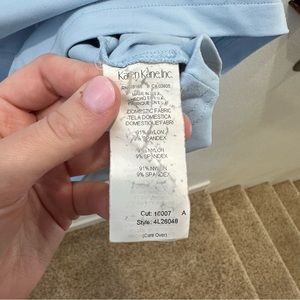 Karen Kane, Inc.
DOMESTIC FABRIC
TELA DOMESTICA
91% NYLON
9% SPANDEX
NYLON
9% SPANDEX
91% NYLON
9% SPANDEX
Cut: 10007 A
Style: 4L26048
(Care Over)